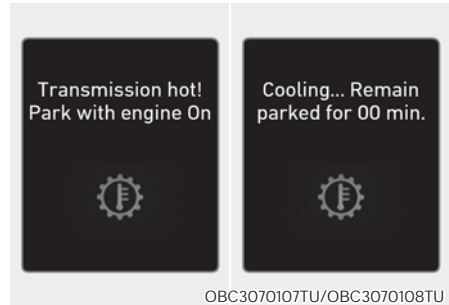 Transmission hot!
Park with engine On
Cooling... Remain
parked for 00 min.
OBC3070107TU/OBC3070108TU